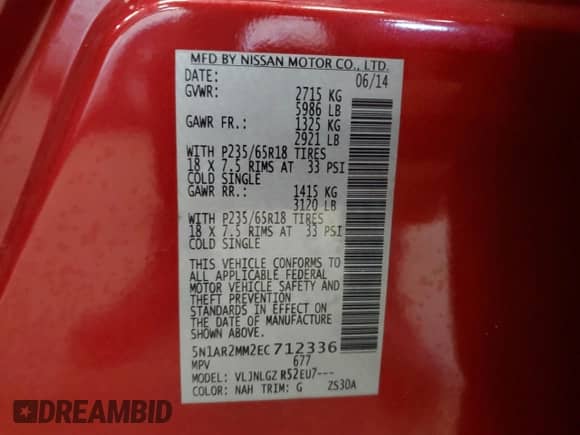 MFD BY NISSAN MOTOR CO., LTD.
DATE: 06/14
GVWR: 2715 KG
5986 LB
GAWR FR.: 1325 KG
2921 LB
WITH P235/65R18 TIRES
18 X 7.5 RIMS AT 33 PSI
COLD SINGLE
GAWR RR.: 1415 KG
3120 LB
WITH P235/65R18 TIRES
18 X 7.5 RIMS AT 33 PSI
COLD SINGLE
THIS VEHICLE CONFORMS TO
ALL APPLICABLE FEDERAL
MOTOR VEHICLE SAFETY AND
THEFT PREVENTION
STANDARDS IN EFFECT ON
THE DATE OF MANUFACTURE
SHOWN ABOVE.
5N1AR2MM2EC712336
MPV 677
MODEL: VLJNLGZ R52EU7---
COLOR: NAH TRIM: G ZS30A
DREAMBID